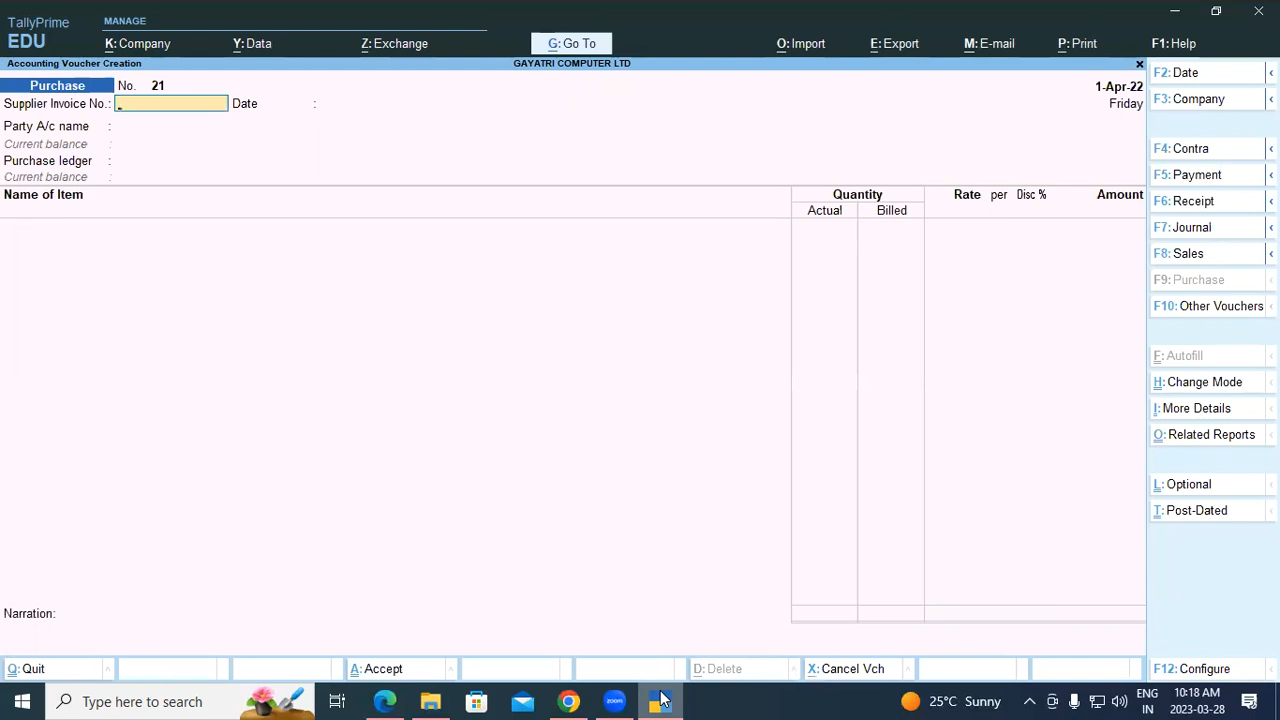 TallyPrime
EDU
MANAGE
K: Company
Y: Data
Z: Exchange
G: Go To
O: Import
E: Export
M: E-mail
P: Print
F1: Help
Accounting Voucher Creation
GAYATRI COMPUTER LTD
Purchase No. 21
1-Apr-22
Supplier Invoice No.: Date :
Friday
Party A/c name :
Current balance :
Purchase ledger :
Current balance :
Name of Item Quantity Rate per Disc % Amount
Actual Billed
Narration:
F2: Date
F3: Company
F4: Contra
F5: Payment
F6: Receipt
F7: Journal
F8: Sales
F9: Purchase
F10: Other Vouchers
F: Autofill
H: Change Mode
I: More Details
O: Related Reports
L: Optional
T: Post-Dated
Q: Quit
A: Accept
D: Delete
X: Cancel Vch
F12: Configure
Type here to search
zoom
25°C Sunny
ENG
IN
10:18 AM
2023-03-28